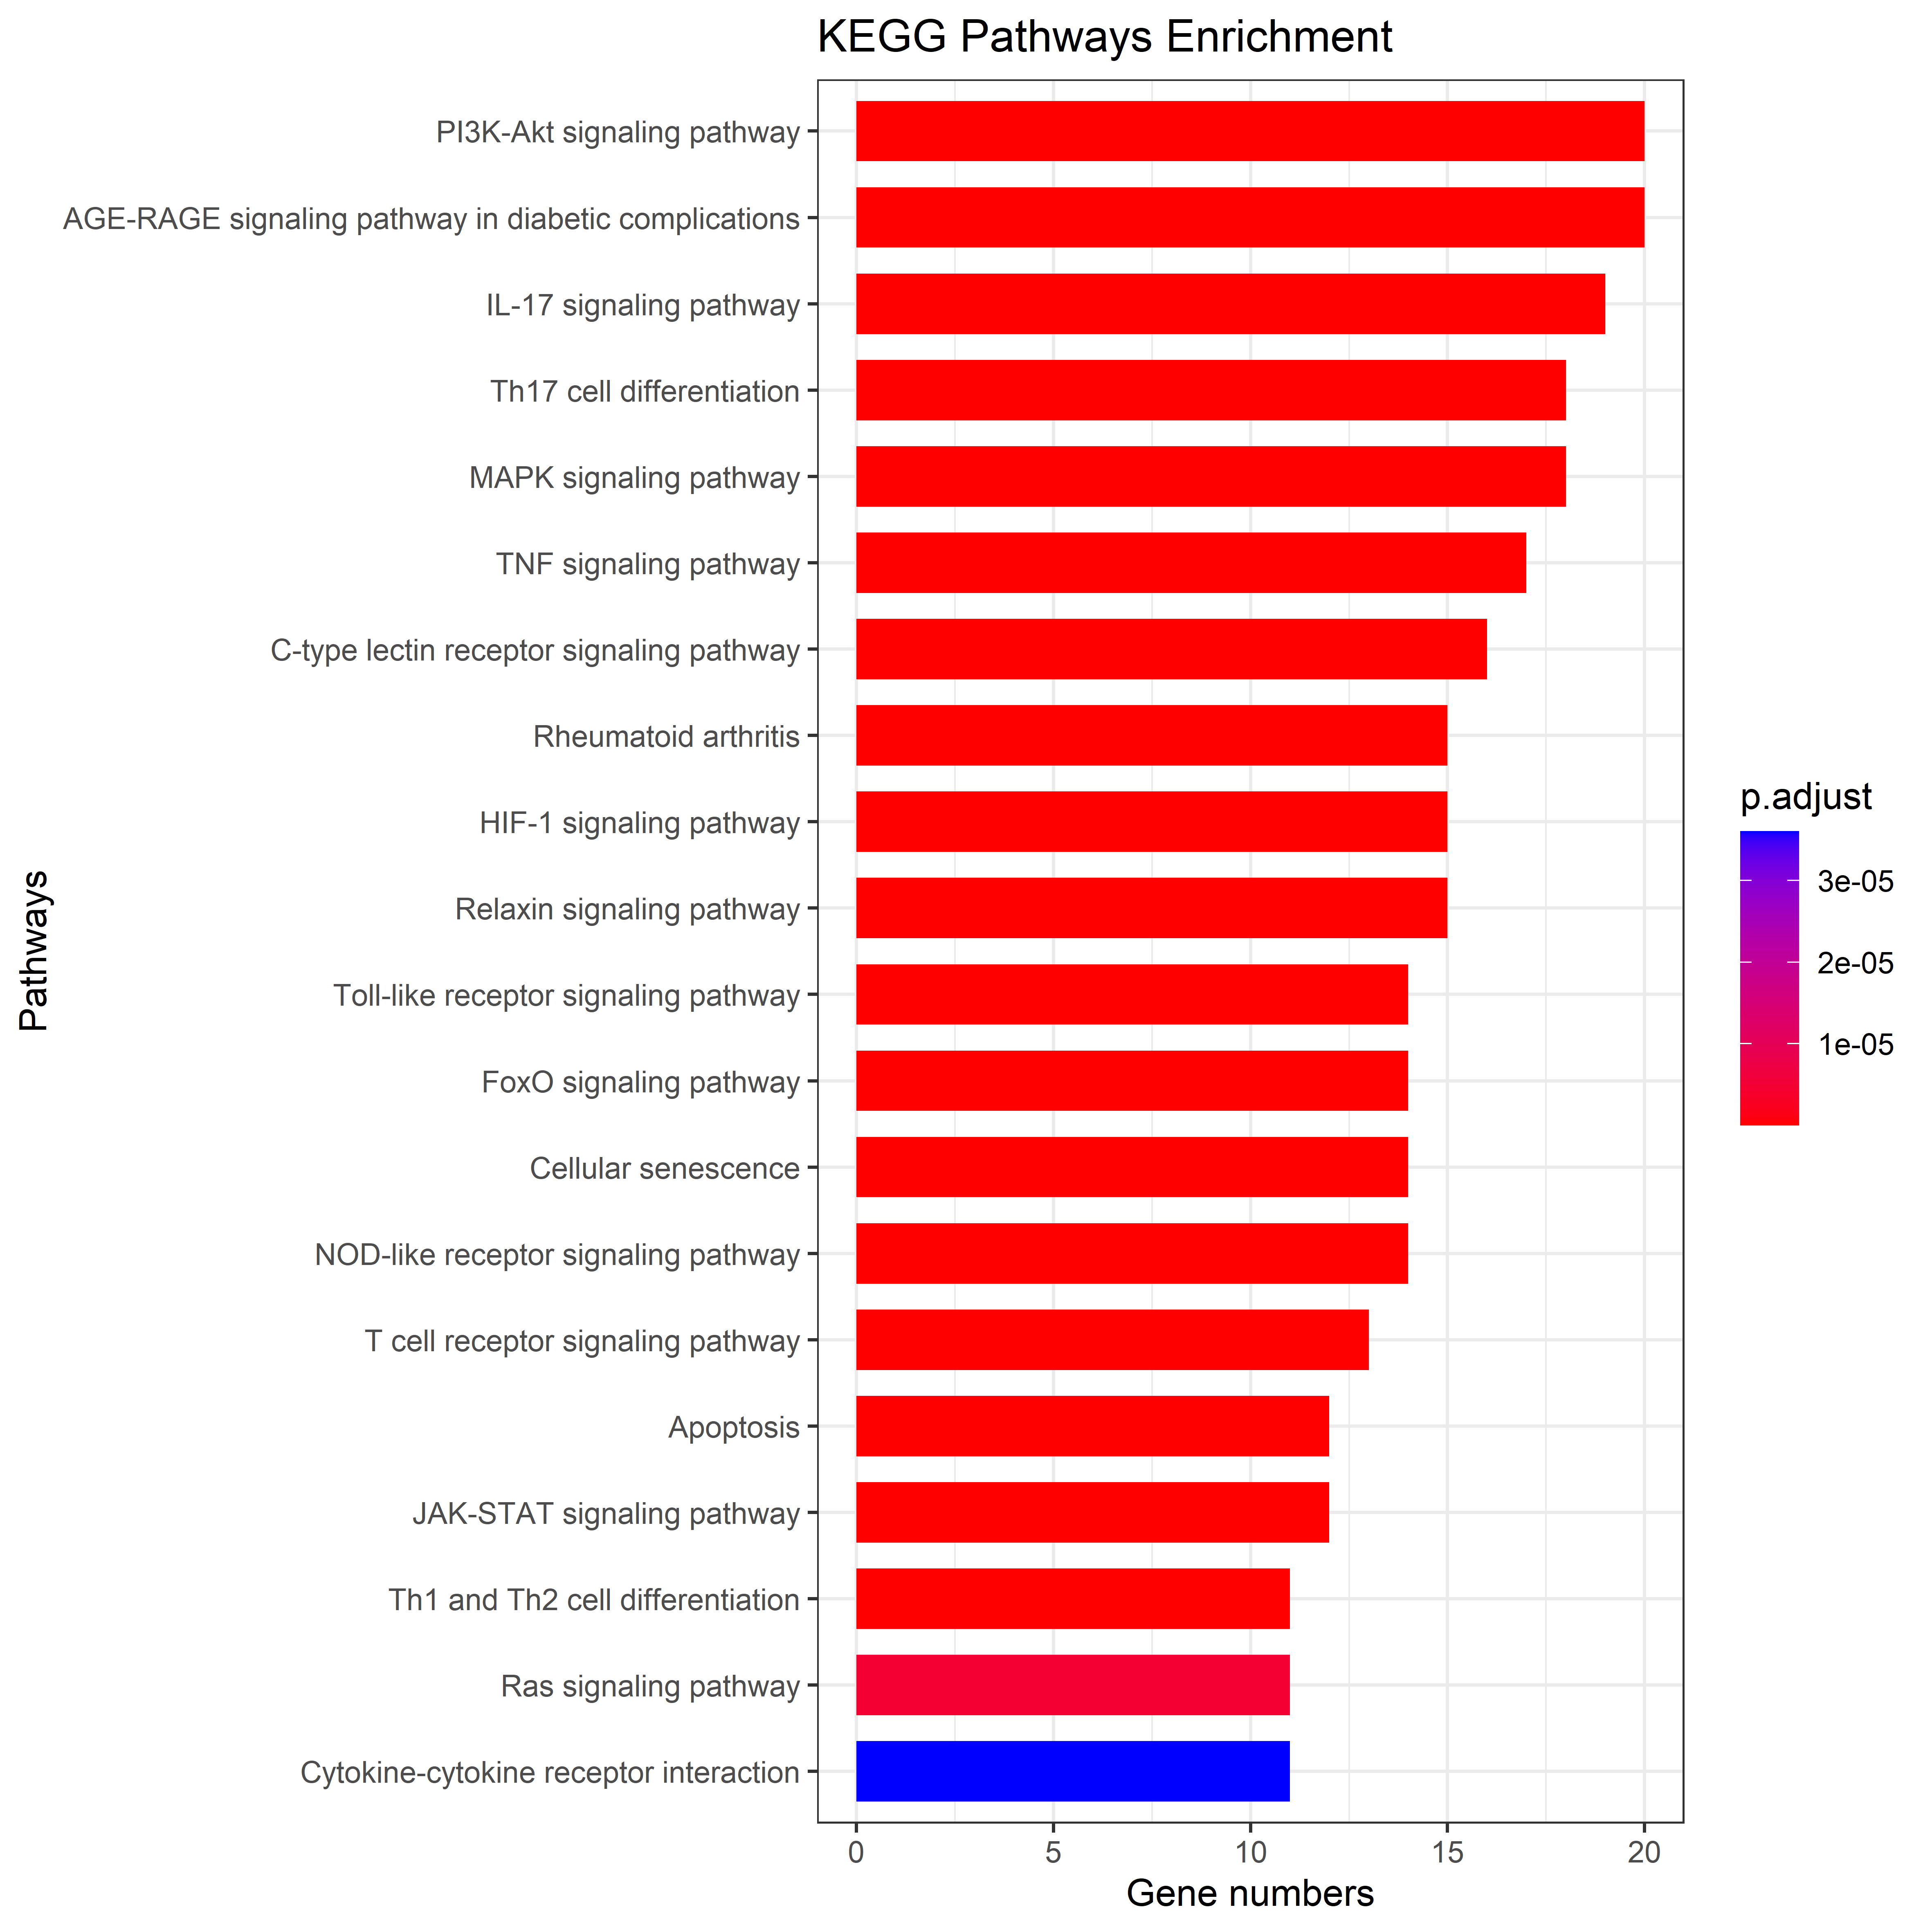 KEGG Pathways Enrichment
PI3K-Akt signaling pathway
AGE-RAGE signaling pathway in diabetic complications
IL-17 signaling pathway
Th17 cell differentiation
MAPK signaling pathway
TNF signaling pathway
C-type lectin receptor signaling pathway
Rheumatoid arthritis
HIF-1 signaling pathway
Relaxin signaling pathway
Toll-like receptor signaling pathway
FoxO signaling pathway
Cellular senescence
NOD-like receptor signaling pathway
T cell receptor signaling pathway
Apoptosis
JAK-STAT signaling pathway
Th1 and Th2 cell differentiation
Ras signaling pathway
Cytokine-cytokine receptor interaction
Pathways
0 5 10 15 20
Gene numbers
p.adjust
3e-05
2e-05
1e-05